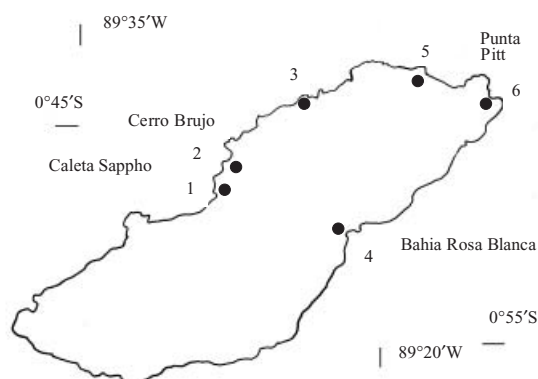 89°35′W
Punta
Pitt
5
3
6
0°45′S
Cerro Brujo
2
Caleta Sappho
1
Bahia Rosa Blanca
4
0°55′S
89°20′W